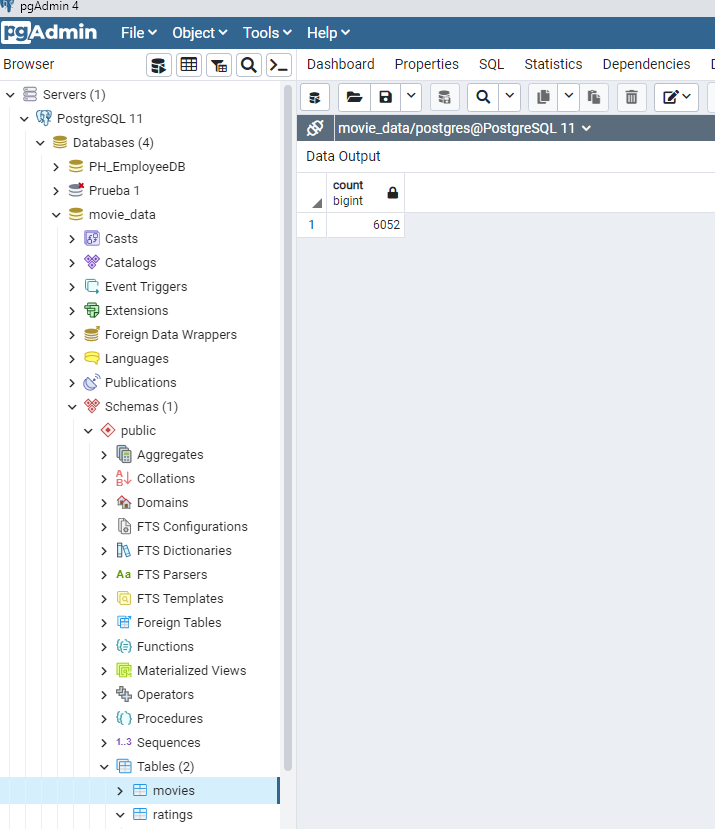 pgAdmin 4
pgAdmin File Object Tools Help
Browser
Dashboard Properties SQL Statistics Dependencies
Servers (1)
PostgreSQL 11
Databases (4)
PH_EmployeeDB
Prueba 1
movie_data
Casts
Catalogs
Event Triggers
Extensions
Foreign Data Wrappers
Languages
Publications
Schemas (1)
public
Aggregates
Collations
Domains
FTS Configurations
FTS Dictionaries
Aa FTS Parsers
FTS Templates
Foreign Tables
Functions
Materialized Views
Operators
Procedures
1..3 Sequences
Tables (2)
movies
ratings
movie_data/postgres@PostgreSQL 11
Data Output
count
bigint
1 6052